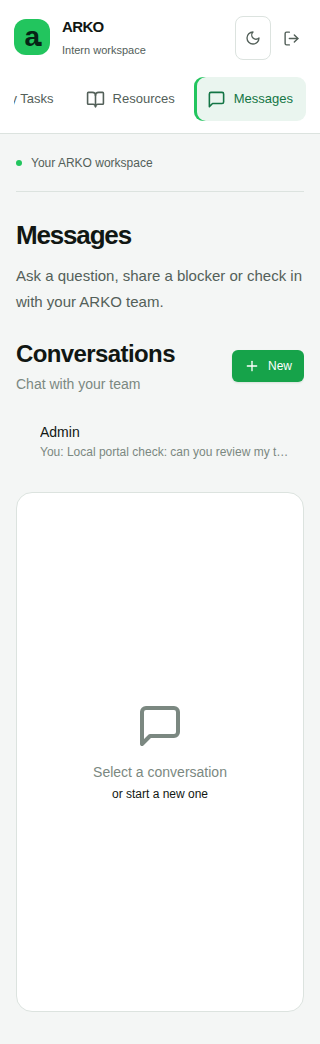 a
ARKO
Intern workspace
y Tasks
Resources
Messages
Your ARKO workspace
Messages
Ask a question, share a blocker or check in
with your ARKO team.
Conversations
Chat with your team
New
Admin
You: Local portal check: can you review my t…
Select a conversation
or start a new one